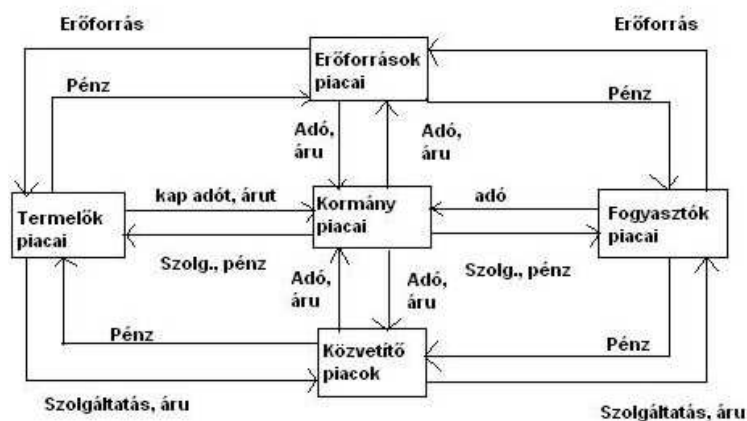 Erőforrás
Erőforrás
Erőforrások
piacai
Pénz
Pénz
Adó,
áru
Adó,
áru
Termelők
piacai
kap adót, árut
Kormány
piacai
adó
Fogyasztók
piacai
Szolg., pénz
Szolg., pénz
Adó,
áru
Adó,
áru
Pénz
Közvetítő
piacok
Pénz
Szolgáltatás, áru
Szolgáltatás, áru